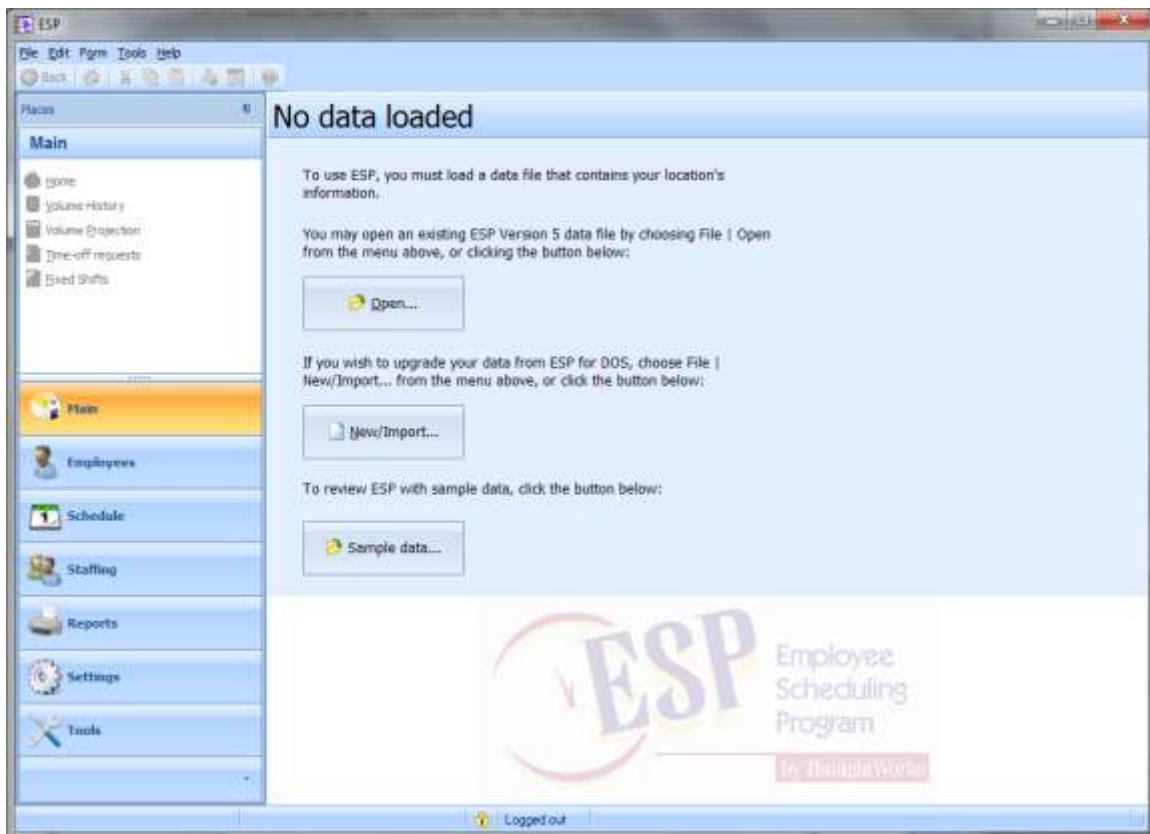 ESP
File Edit Form Tools Help
Back
Places
Main
Home
Volume History
Volume Projection
Time-off requests
Fixed Shifts
Main
Employees
Schedule
Staffing
Reports
Settings
Tools
No data loaded
To use ESP, you must load a data file that contains your location's
information.
You may open an existing ESP Version 5 data file by choosing File | Open
from the menu above, or clicking the button below:
Open...
If you wish to upgrade your data from ESP for DOS, choose File |
New/Import... from the menu above, or click the button below:
New/Import...
To review ESP with sample data, click the button below:
Sample data...
ESP
Employee
Scheduling
Program
by ThoughtWorks
Logged out